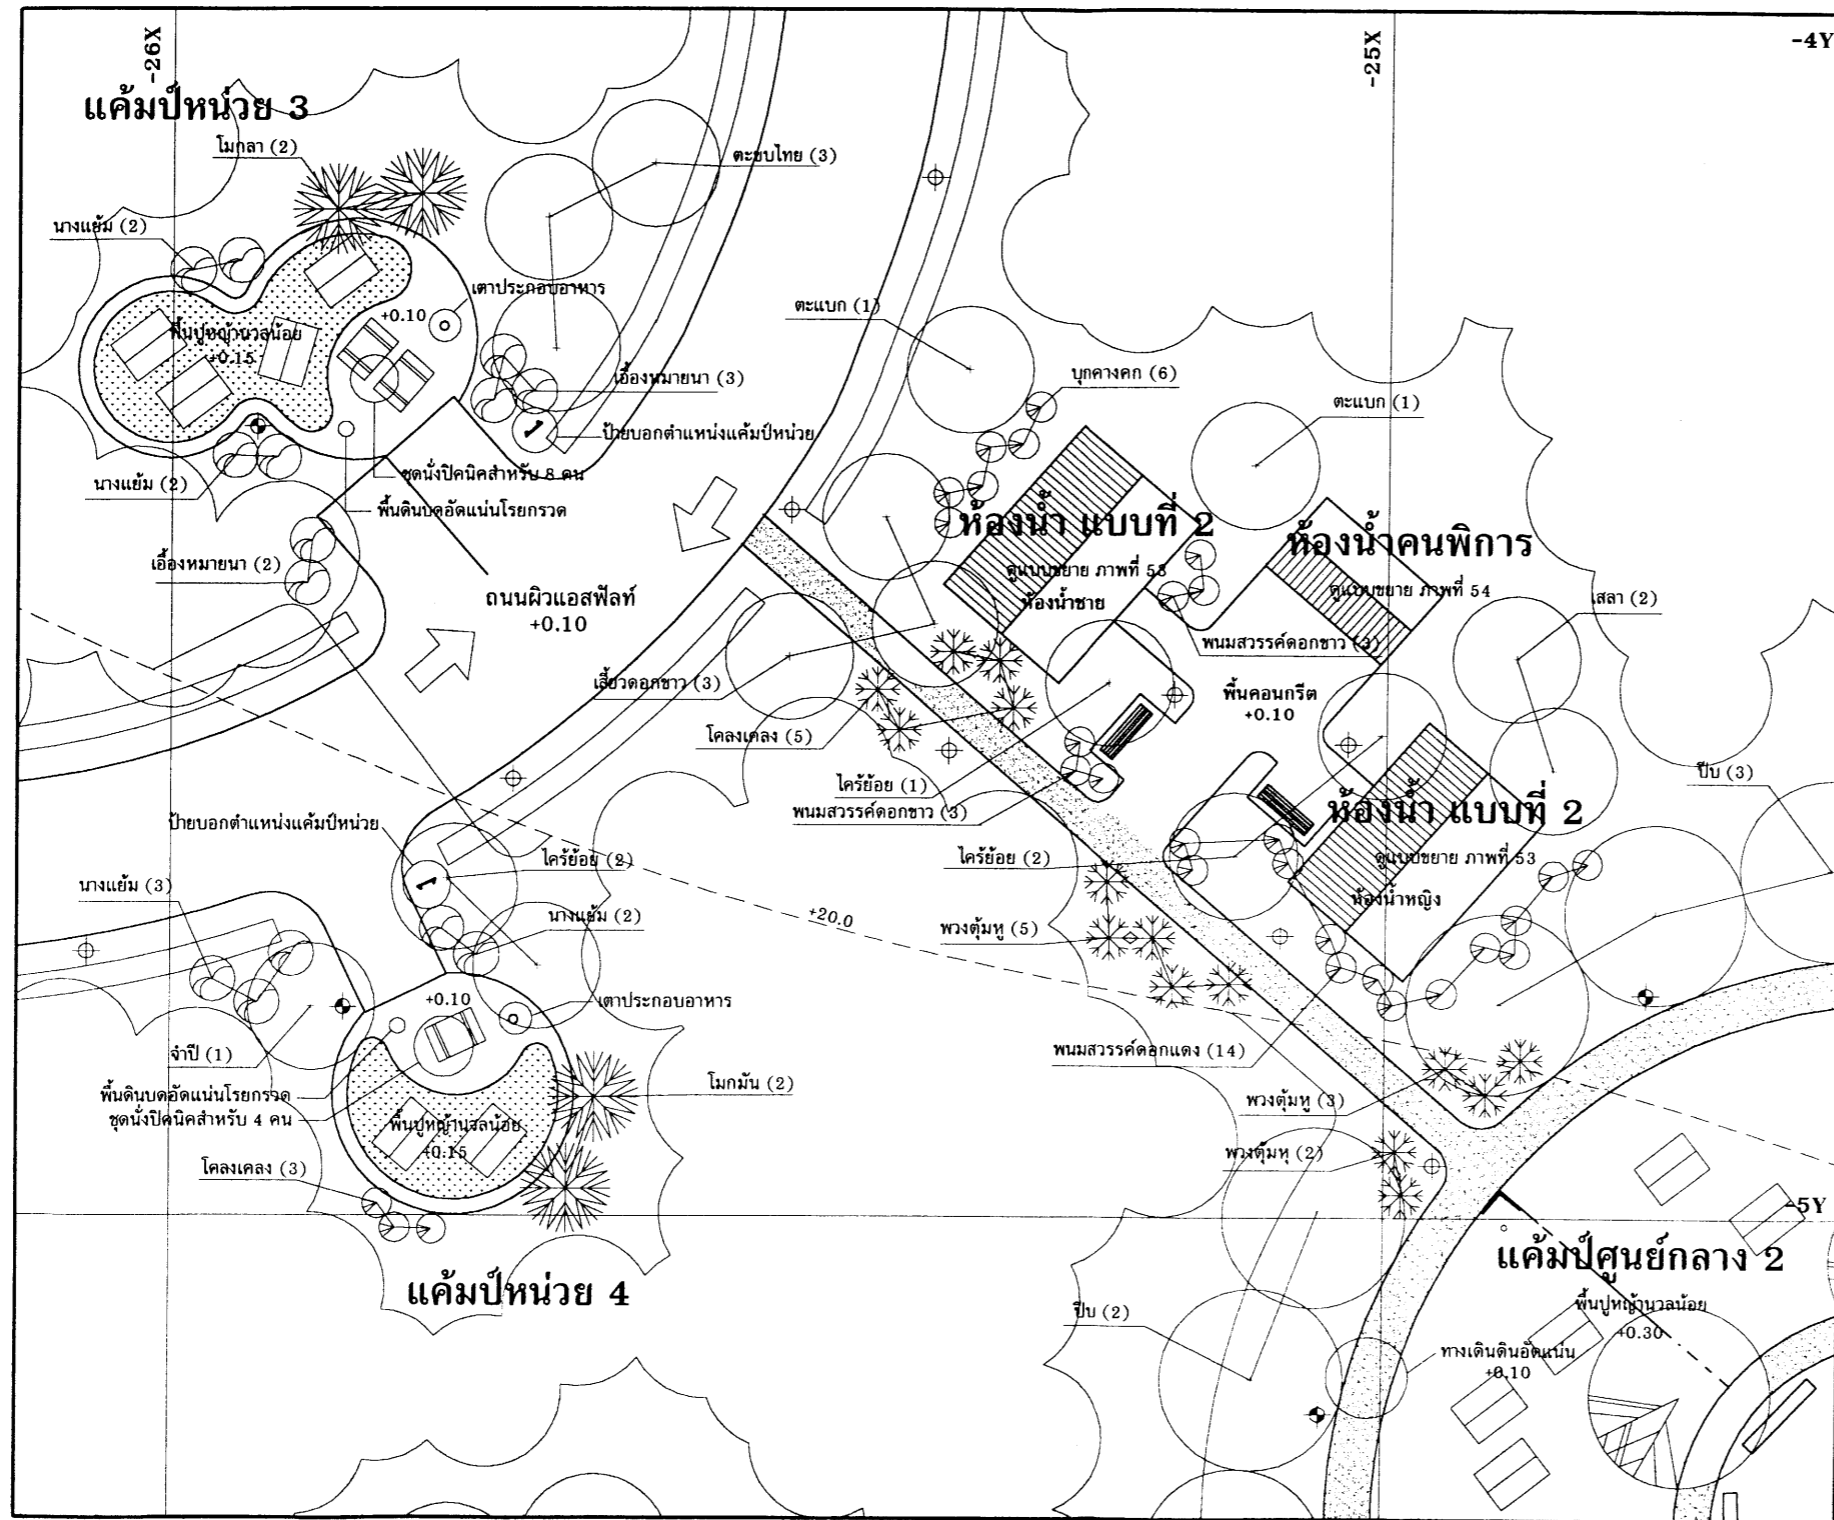 -26X
-25X
-4Y
แค้มป์หน่วย 3
โมกลา (2)
ตะขบไทย (3)
นางแย้ม (2)
เตาประกอบอาหาร
+0.10
พื้นปูหญ้านวลน้อย
+0.15
ตะแบก (1)
เอื้องหมายนา (3)
บุกคางคก (6)
ตะแบก (1)
ป้ายบอกตำแหน่งแค้มป์หน่วย
ชุดนั่งปิคนิคสำหรับ 8 คน
นางแย้ม (2)
พื้นดินบดอัดแน่นโรยกรวด
ห้องน้ำ แบบที่ 2
ห้องน้ำคนพิการ
เอื้องหมายนา (2)
ดูแบบขยาย ภาพที่ 53
ดูแบบขยาย ภาพที่ 54
ห้องน้ำชาย
ถนนผิวแอสฟัลท์
+0.10
เสลา (2)
พนมสวรรค์ดอกขาว (3)
เสี้ยวดอกขาว (3)
พื้นคอนกรีต
+0.10
โคลงเคลง (5)
ปีบ (3)
ไคร้ย้อย (1)
พนมสวรรค์ดอกขาว (3)
ห้องน้ำ แบบที่ 2
ป้ายบอกตำแหน่งแค้มป์หน่วย
ไคร้ย้อย (2)
ไคร้ย้อย (2)
ดูแบบขยาย ภาพที่ 53
นางแย้ม (3)
ห้องน้ำหญิง
นางแย้ม (2)
+20.0
พวงตุ้มหู (5)
+0.10
เตาประกอบอาหาร
จำปี (1)
พนมสวรรค์ดอกแดง (14)
โมกมัน (2)
พื้นดินบดอัดแน่นโรยกรวด
ชุดนั่งปิคนิคสำหรับ 4 คน
พวงตุ้มหู (3)
พื้นปูหญ้านวลน้อย
+0.15
พวงตุ้มหุ (2)
โคลงเคลง (3)
-5Y
แค้มป์ศูนย์กลาง 2
แค้มป์หน่วย 4
พื้นปูหญ้านวลน้อย
+0.30
ปีบ (2)
ทางเดินดินอัดแน่น
+0.10